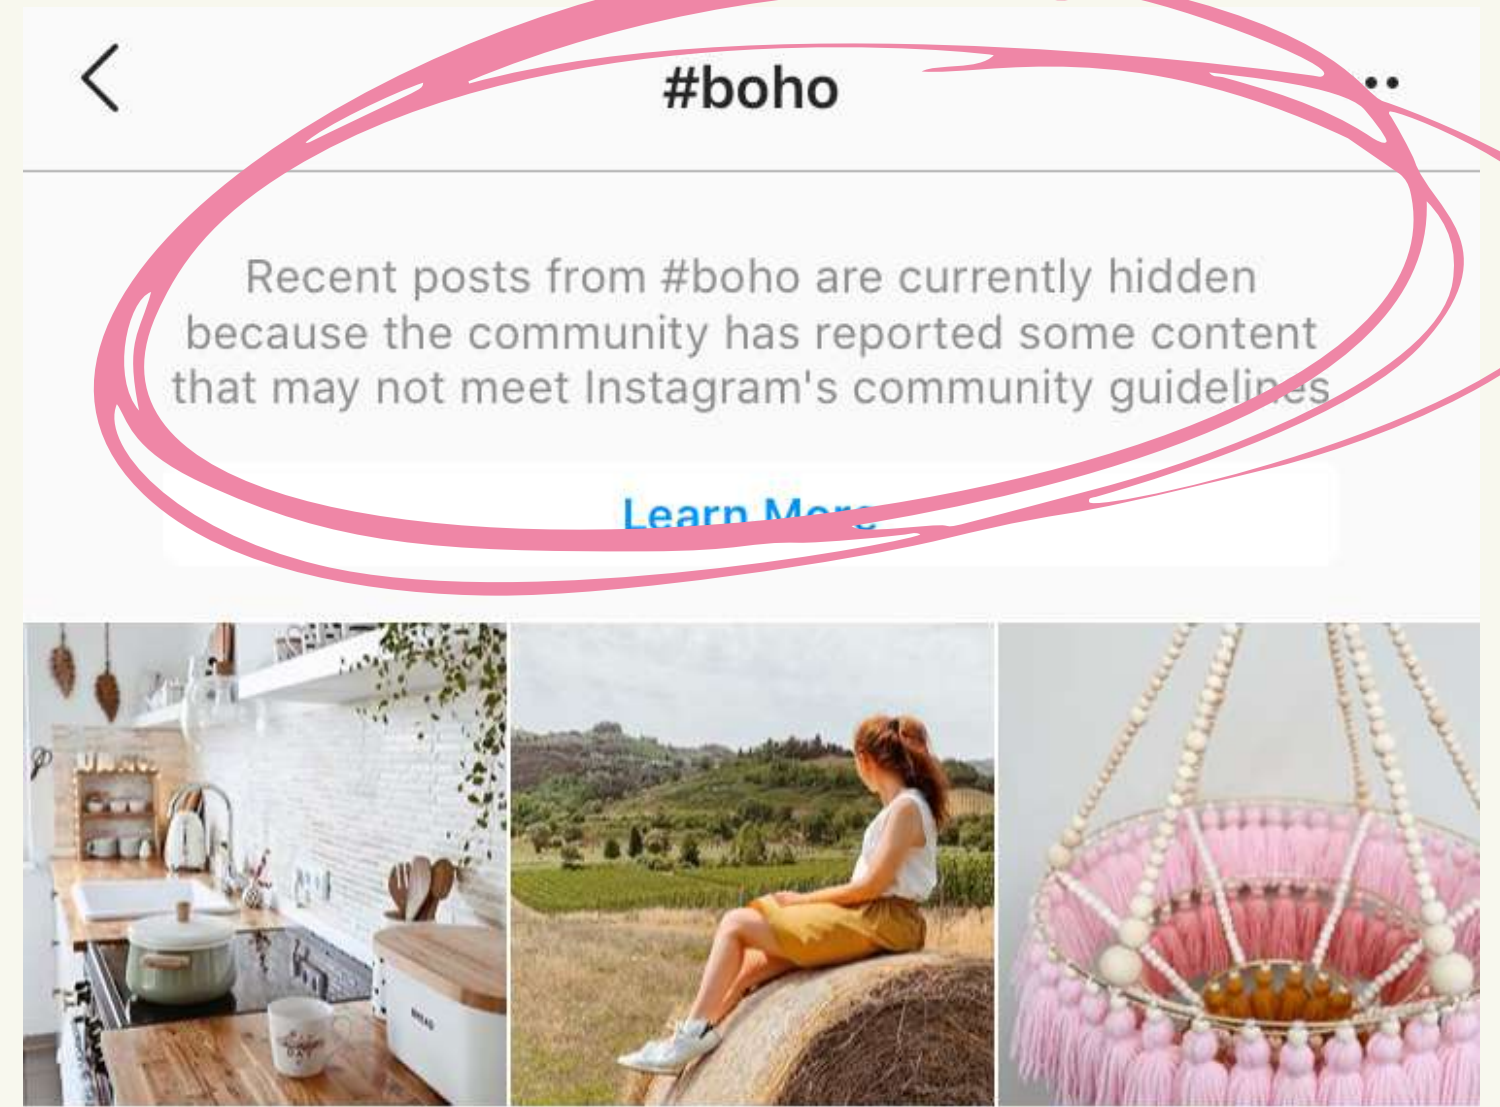 #boho
Recent posts from #boho are currently hidden
because the community has reported some content
that may not meet Instagram's community guidelines
Learn More
BREAD